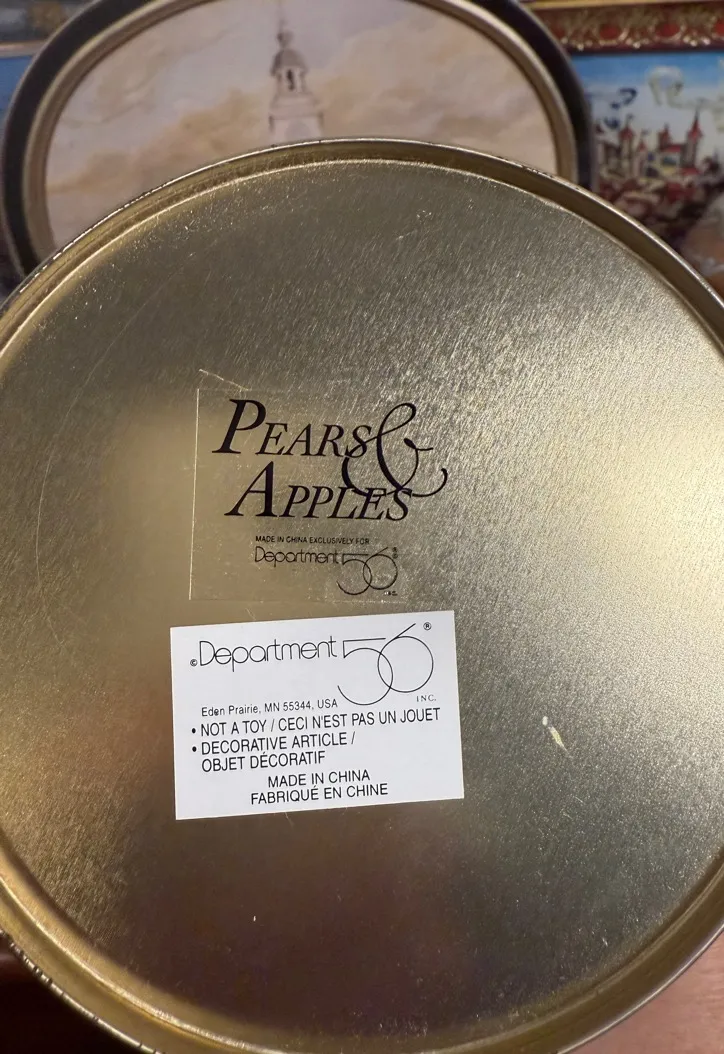 PEARS &
APPLES
MADE IN CHINA EXCLUSIVELY FOR
Department 56®
INC.
©Department 56®
INC.
Eden Prairie, MN 55344, USA
• NOT A TOY / CECI N'EST PAS UN JOUET
• DECORATIVE ARTICLE /
OBJET DÉCORATIF
MADE IN CHINA
FABRIQUÉ EN CHINE